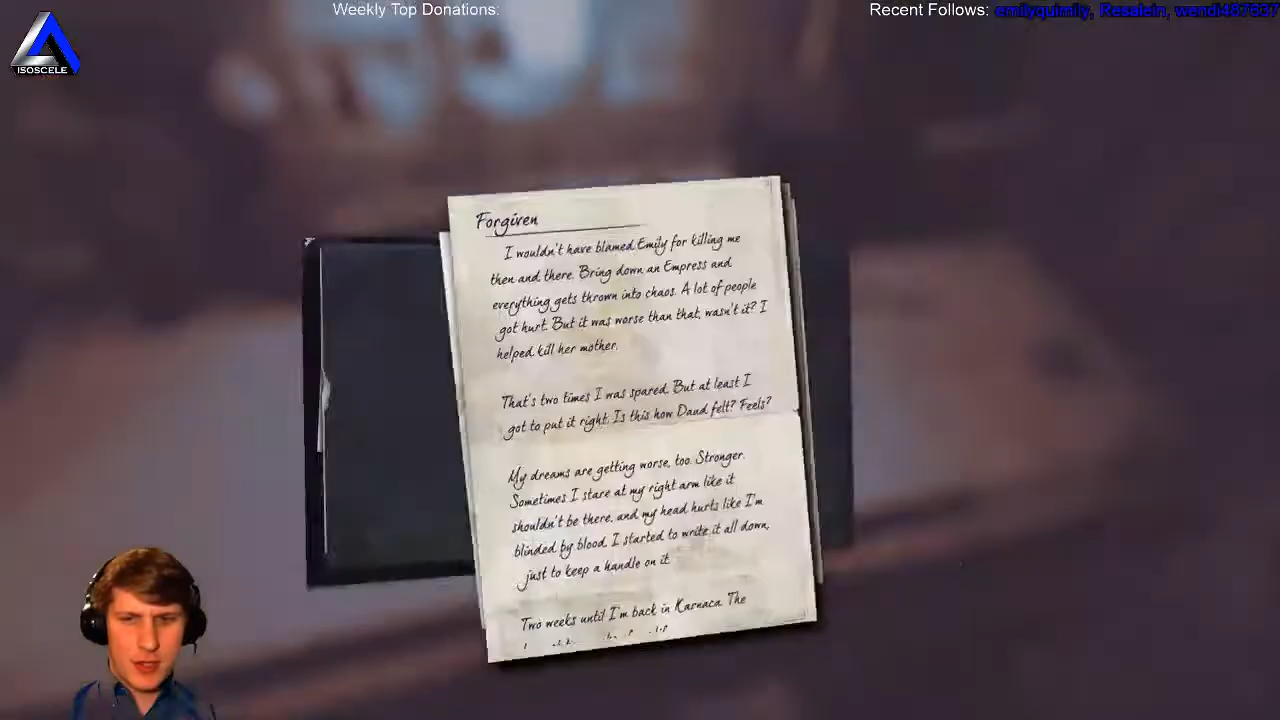 Weekly Top Donations:
Recent Follows: emilyquimily, Resalein, wendi487637
ISOSCELE
Forgiven
I wouldn't have blamed Emily for killing me
then and there. Bring down an Empress and
everything gets thrown into chaos. A lot of people
got hurt. But it was worse than that, wasn't it? I
helped kill her mother.
That's two times I was spared. But at least I
got to put it right. Is this how Daud felt? Feels?
My dreams are getting worse, too. Stronger.
Sometimes I stare at my right arm like it
shouldn't be there, and my head hurts like I'm
blinded by blood. I started to write it all down,
just to keep a handle on it.
Two weeks until I'm back in Karnaca. The